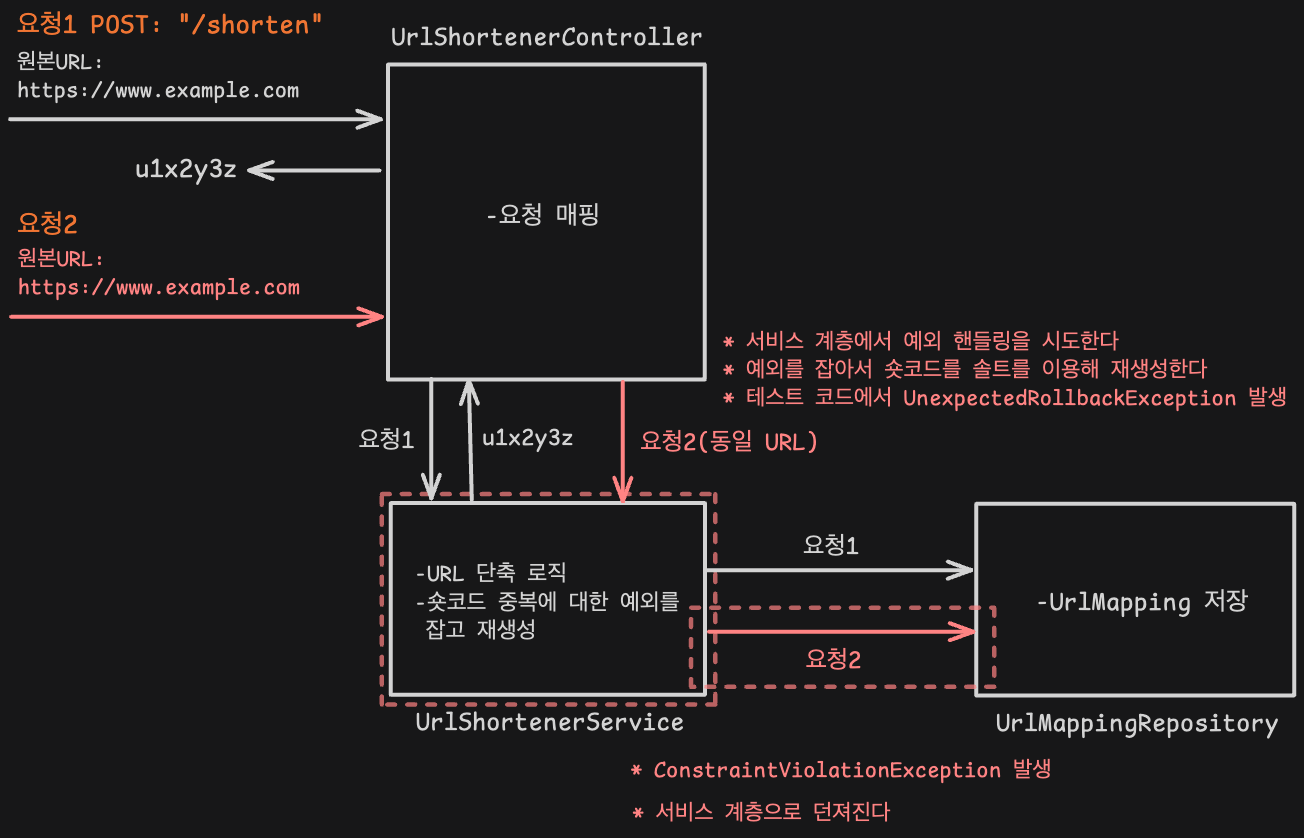 요청1 POST: "/shorten"
원본URL:
https://www.example.com
u1x2y3z
요청2
원본URL:
https://www.example.com
UrlShortenerController
-요청 매핑
* 서비스 계층에서 예외 핸들링을 시도한다
* 예외를 잡아서 숏코드를 솔트를 이용해 재생성한다
* 테스트 코드에서 UnexpectedRollbackException 발생
요청1
u1x2y3z
요청2(동일 URL)
-URL 단축 로직
-숏코드 중복에 대한 예외를
잡고 재생성
UrlShortenerService
요청1
요청2
-UrlMapping 저장
UrlMappingRepository
* ConstraintViolationException 발생
* 서비스 계층으로 던져진다